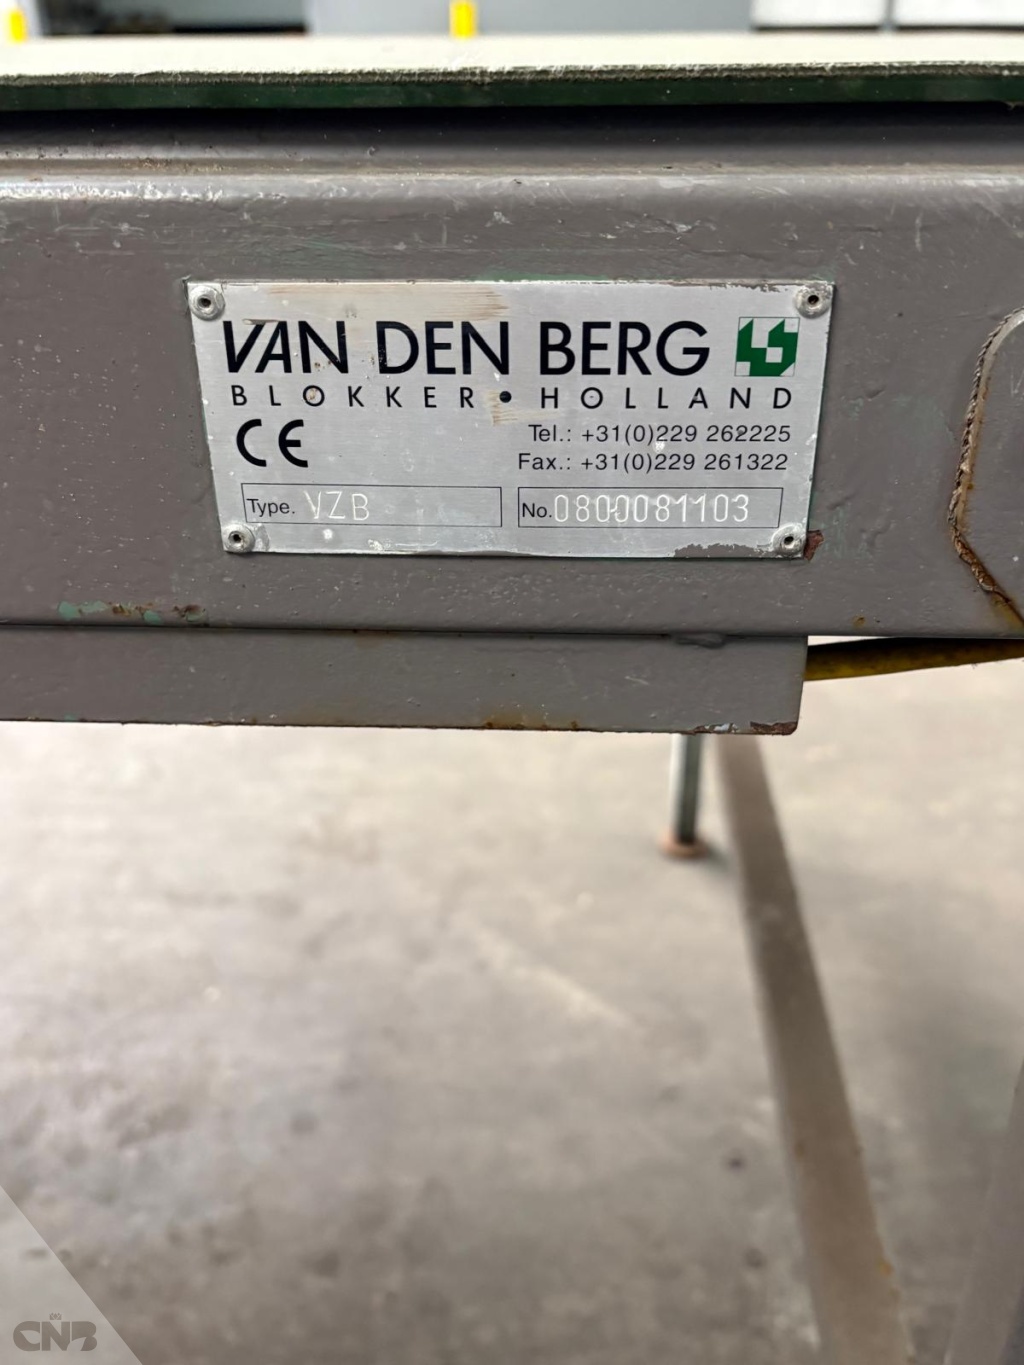 VAN DEN BERG
BLOKKER • HOLLAND
CE
Tel.: +31(0)229 262225
Fax.: +31(0)229 261322
Type. VZB
No. 0800081103
CNB